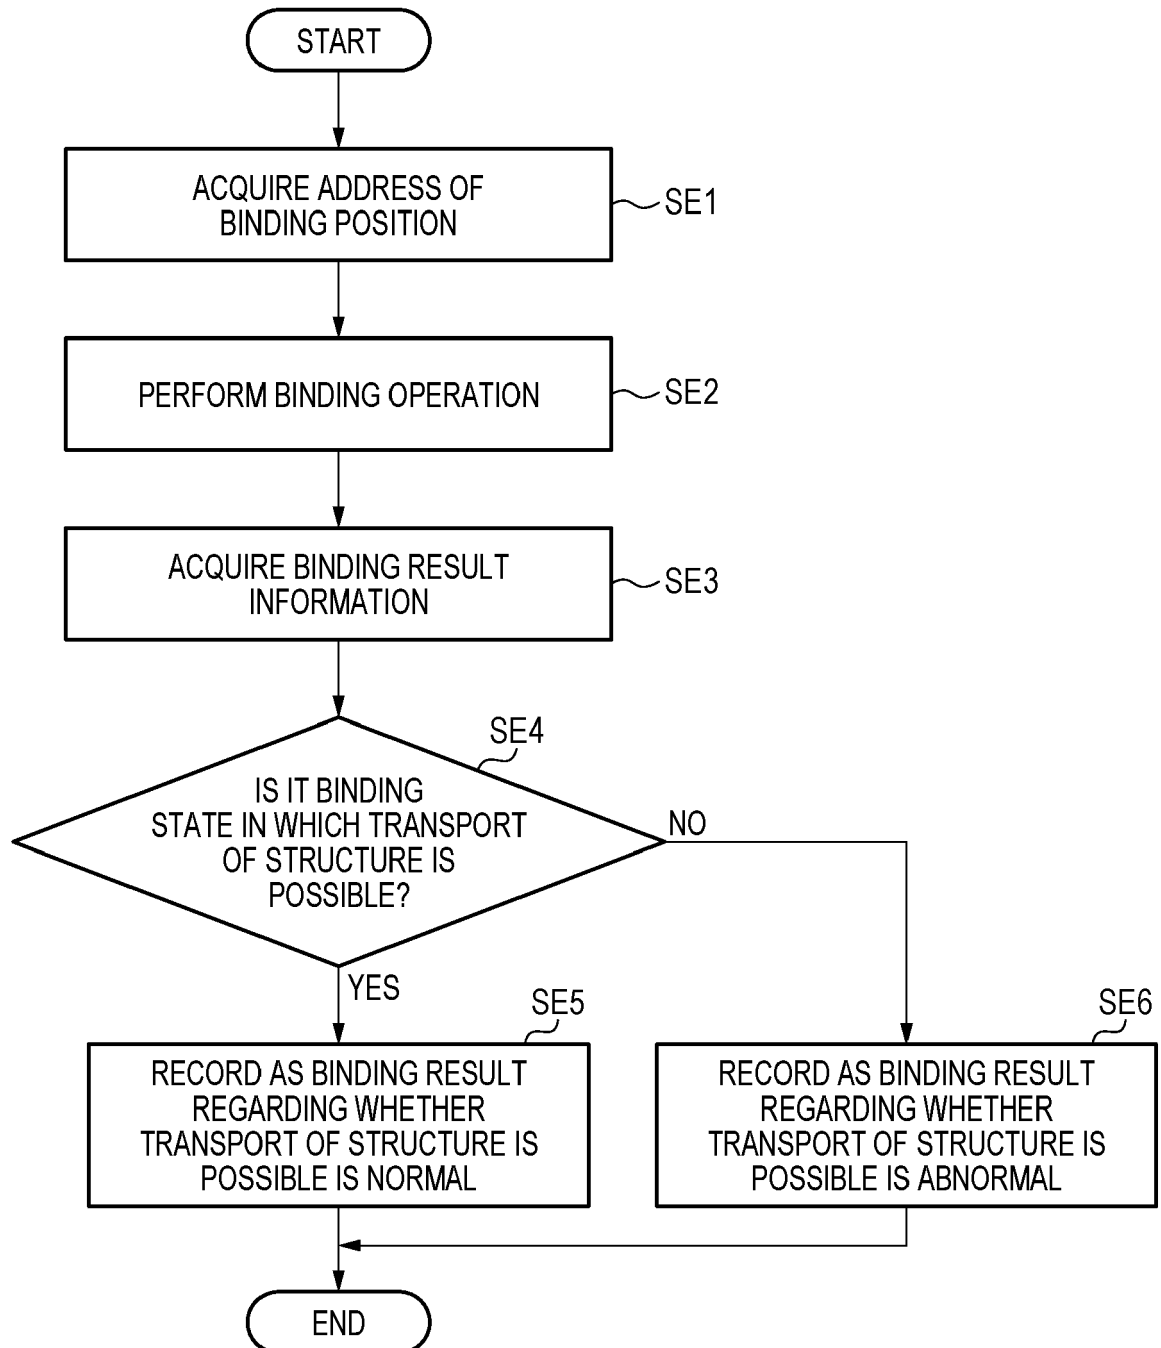 START
ACQUIRE ADDRESS OF
BINDING POSITION
SE1
PERFORM BINDING OPERATION
SE2
ACQUIRE BINDING RESULT
INFORMATION
SE3
SE4
IS IT BINDING
STATE IN WHICH TRANSPORT
OF STRUCTURE IS
POSSIBLE?
NO
YES
SE5
RECORD AS BINDING RESULT
REGARDING WHETHER
TRANSPORT OF STRUCTURE IS
POSSIBLE IS NORMAL
SE6
RECORD AS BINDING RESULT
REGARDING WHETHER
TRANSPORT OF STRUCTURE IS
POSSIBLE IS ABNORMAL
END